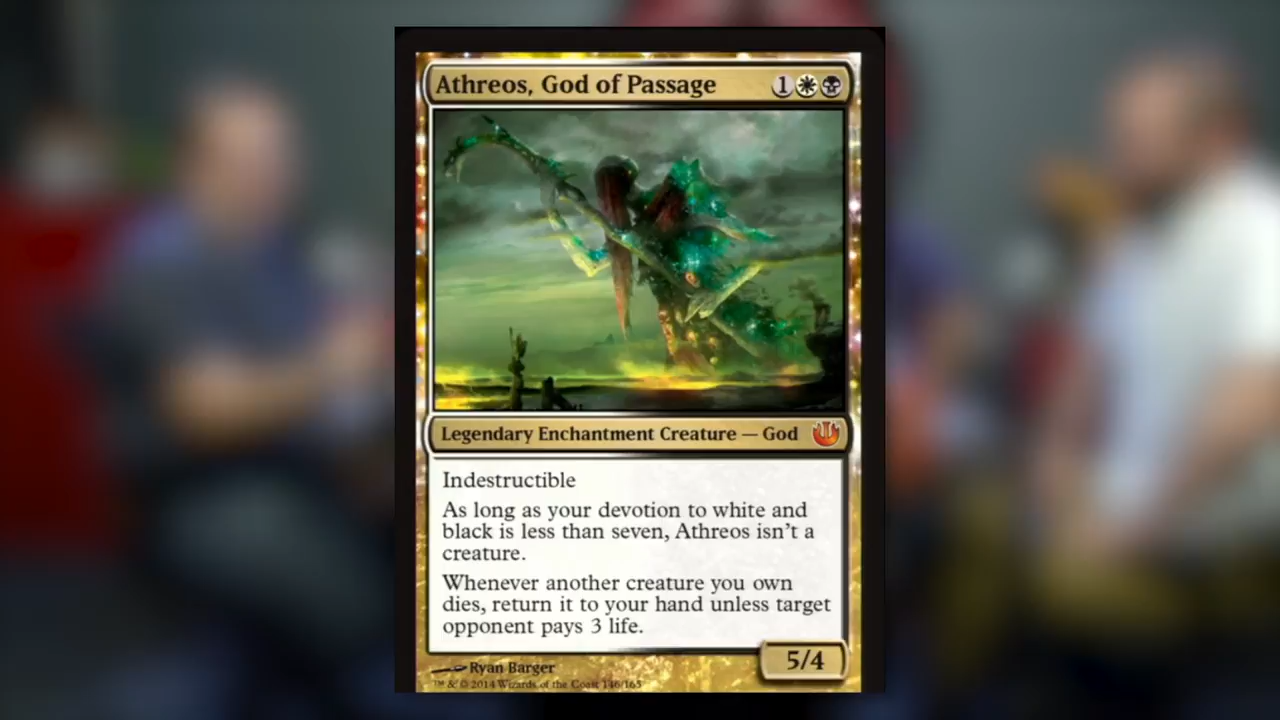 Athreos, God of Passage 1
Legendary Enchantment Creature — God
Indestructible
As long as your devotion to white and
black is less than seven, Athreos isn't a
creature.
Whenever another creature you own
dies, return it to your hand unless target
opponent pays 3 life.
5/4
Ryan Barger
™ & © 2014 Wizards of the Coast 146/165